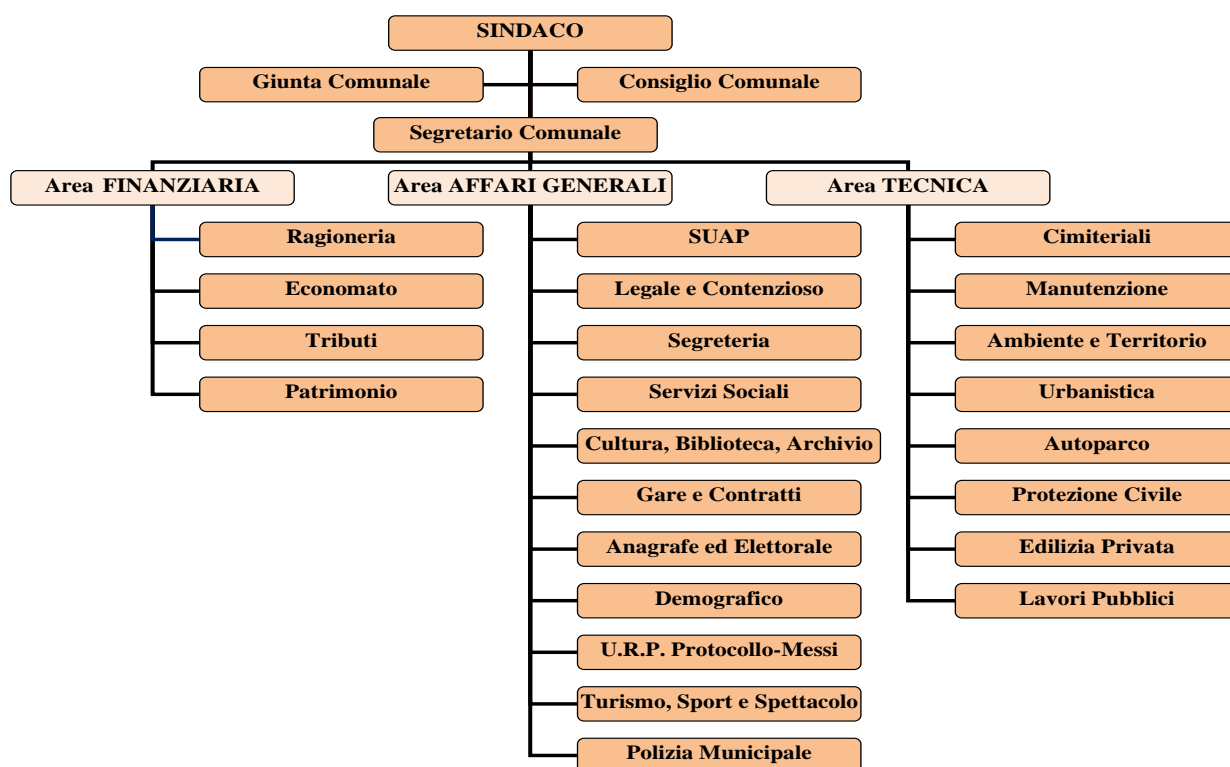 SINDACO
Giunta Comunale
Consiglio Comunale
Segretario Comunale
Area FINANZIARIA
Area AFFARI GENERALI
Area TECNICA
Ragioneria
Economato
Tributi
Patrimonio
SUAP
Legale e Contenzioso
Segreteria
Servizi Sociali
Cultura, Biblioteca, Archivio
Gare e Contratti
Anagrafe ed Elettorale
Demografico
U.R.P. Protocollo-Messi
Turismo, Sport e Spettacolo
Polizia Municipale
Cimiteriali
Manutenzione
Ambiente e Territorio
Urbanistica
Autoparco
Protezione Civile
Edilizia Privata
Lavori Pubblici